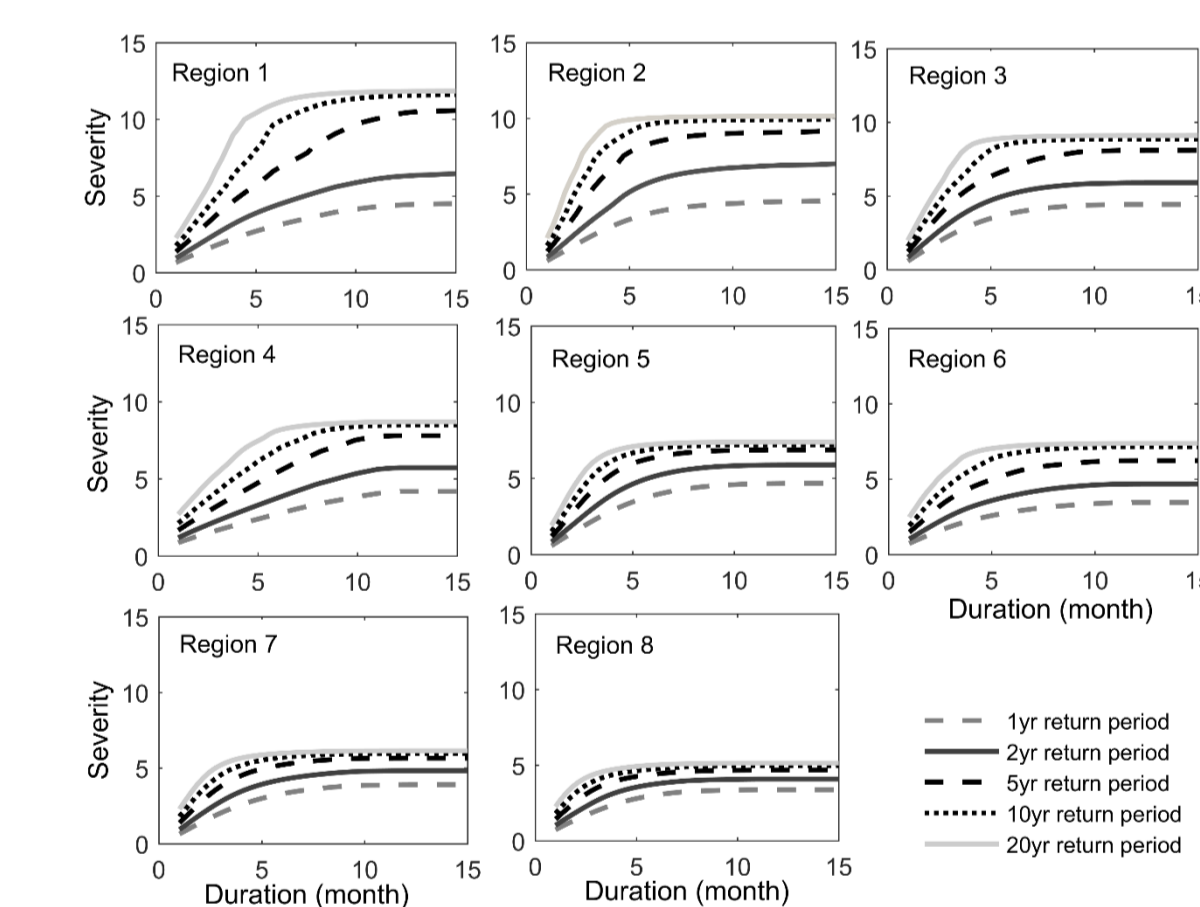 15
10
5
0
Severity
Region 1
0 5 10 15
15
10
5
0
Region 2
0 5 10 15
15
10
5
0
Region 3
0 5 10
15
10
5
0
Severity
Region 4
0 5 10 15
15
10
5
0
Region 5
0 5 10 15
15
10
5
0
Region 6
0 5 10
Duration (month)
15
10
5
0
Severity
Region 7
0 5 10 15
Duration (month)
15
10
5
0
Region 8
0 5 10 15
Duration (month)
1yr return period
2yr return period
5yr return period
10yr return period
20yr return period